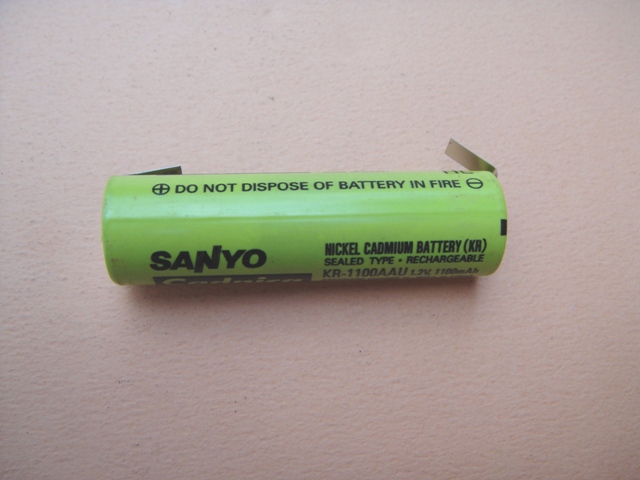 ⊕ DO NOT DISPOSE OF BATTERY IN FIRE ⊖
SANYO
Cadnica
NICKEL CADMIUM BATTERY (KR)
SEALED TYPE • RECHARGEABLE
KR-1100AAU 1.2V 1100mAh